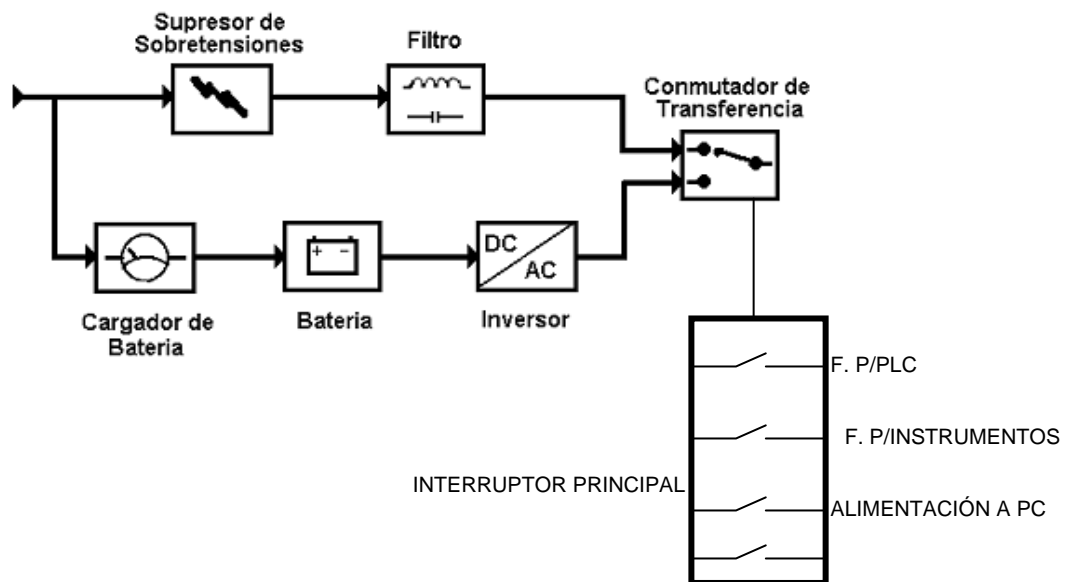 Supresor de
Sobretensiones
Filtro
Conmutador de
Transferencia
Cargador de
Bateria
+ -
Bateria
DC
AC
Inversor
F. P/PLC
F. P/INSTRUMENTOS
INTERRUPTOR PRINCIPAL
ALIMENTACIÓN A PC